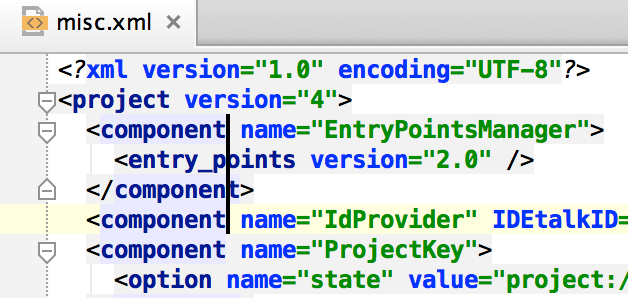 misc.xml
<?xml version="1.0" encoding="UTF-8"?>
<project version="4">
<component name="EntryPointsManager">
<entry_points version="2.0" />
</component>
<component name="IdProvider" IDEtalkID=
<component name="ProjectKey">
<option name="state" value="project:/